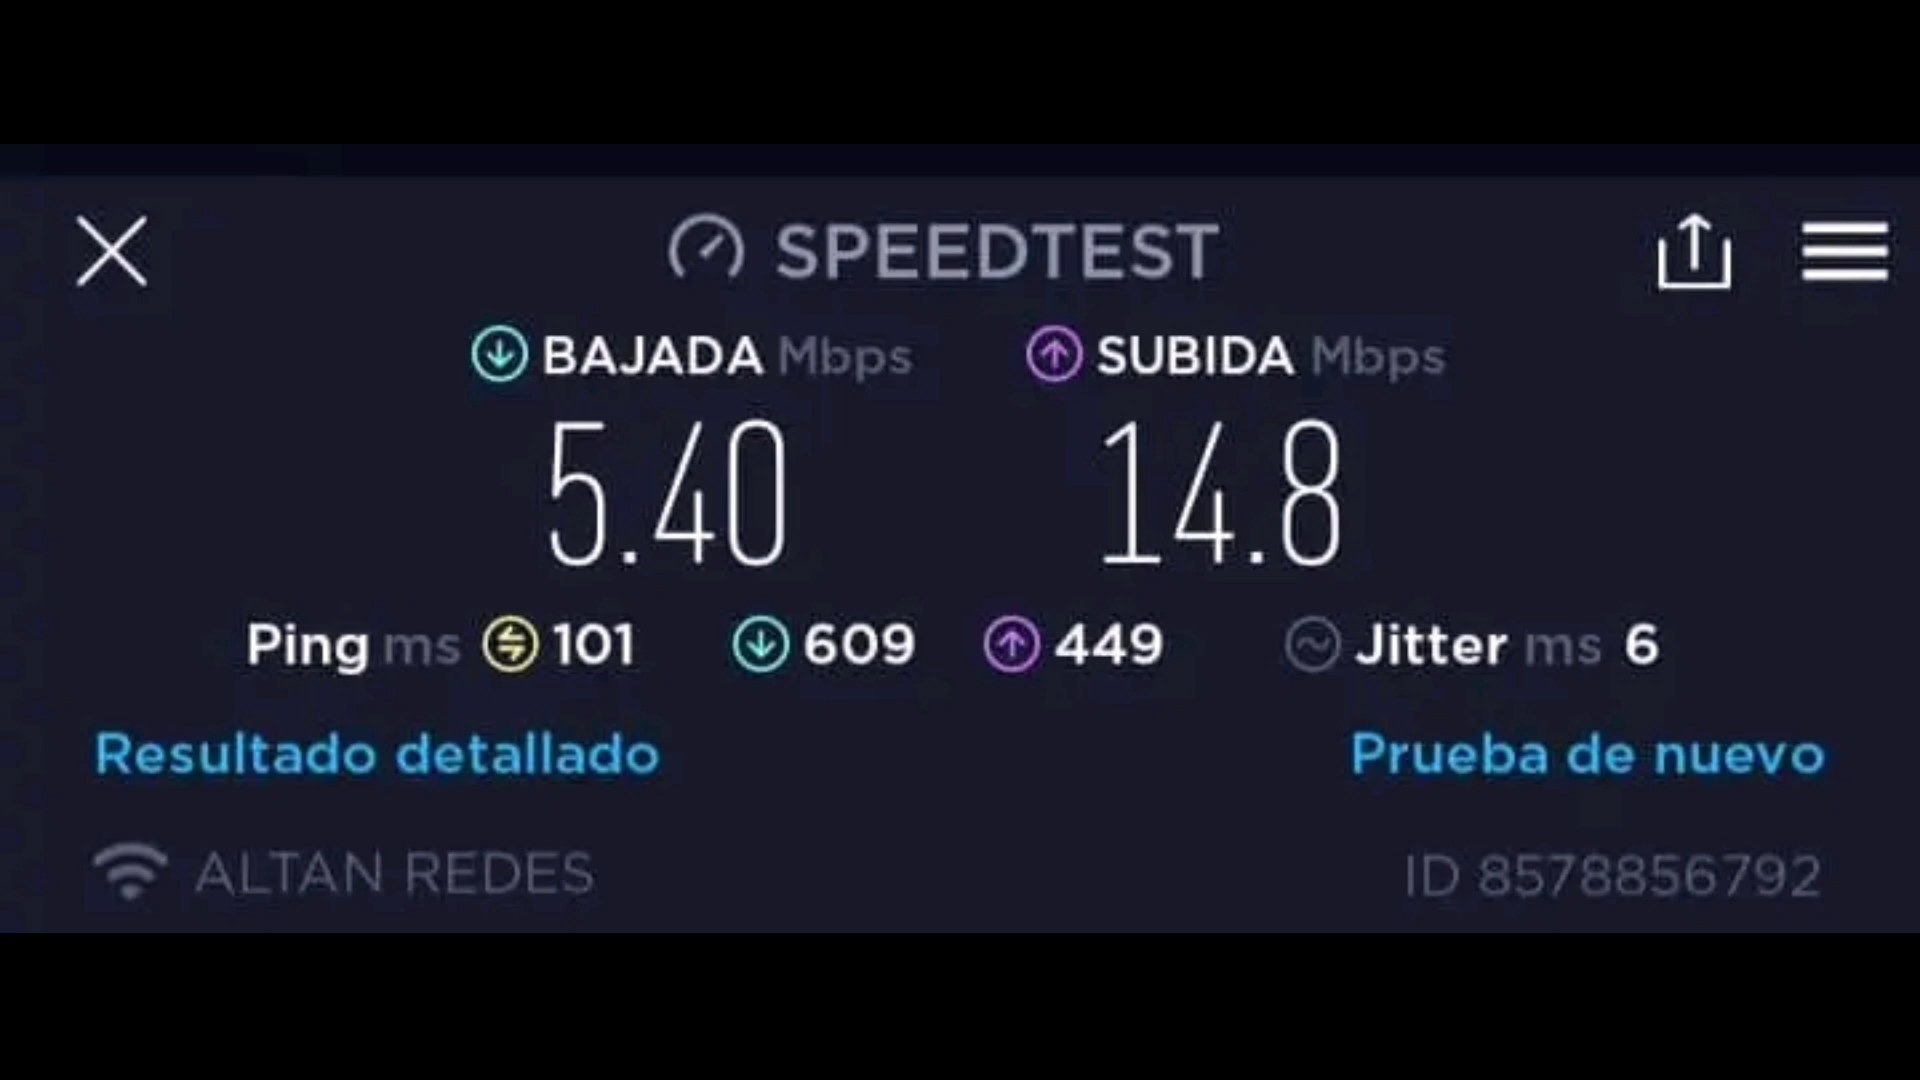 SPEEDTEST
BAJADA Mbps SUBIDA Mbps
5.40 14.8
Ping ms 101 609 449 Jitter ms 6
Resultado detallado Prueba de nuevo
ALTAN REDES ID 8578856792